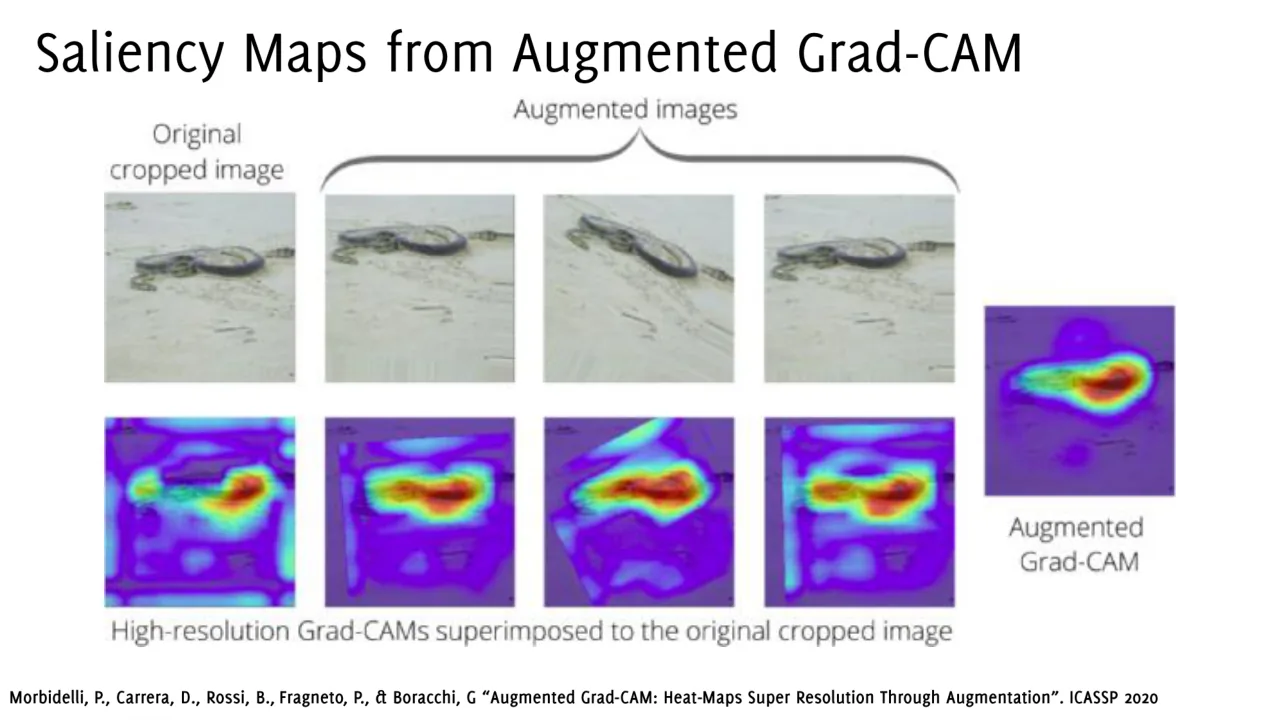 Saliency Maps from Augmented Grad-CAM
Augmented images
Original
cropped image
Augmented
Grad-CAM
High-resolution Grad-CAMs superimposed to the original cropped image
Morbidelli, P., Carrera, D., Rossi, B., Fragneto, P., & Boracchi, G “Augmented Grad-CAM: Heat-Maps Super Resolution Through Augmentation”. ICASSP 2020